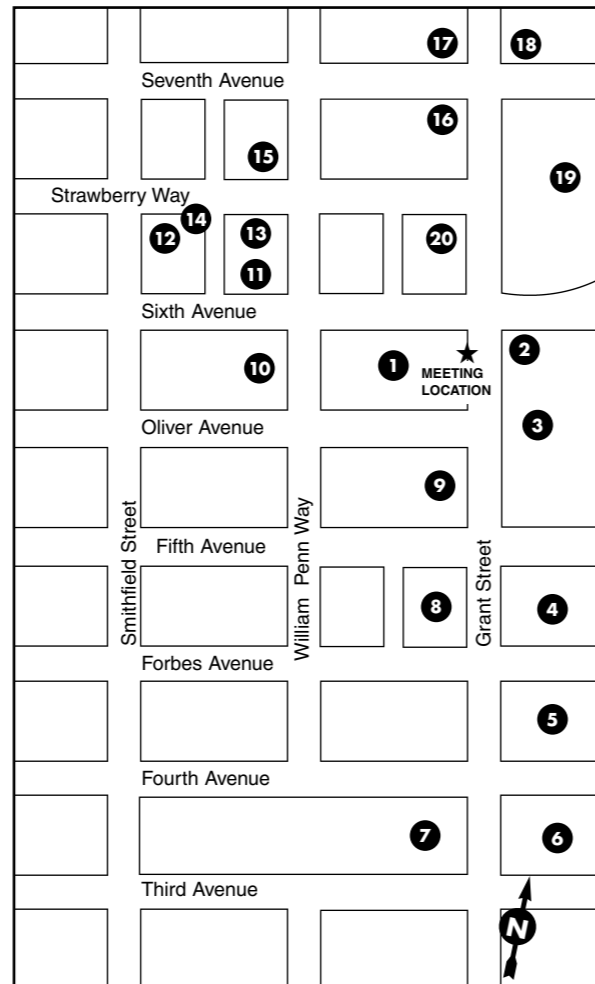 17
18
Seventh Avenue
16
15
19
Strawberry Way
14
12
13
20
11
Sixth Avenue
2
1
MEETING
LOCATION
10
3
Oliver Avenue
9
Smithfield Street
William Penn Way
Grant Street
Fifth Avenue
8
4
Forbes Avenue
5
Fourth Avenue
7
6
Third Avenue
N